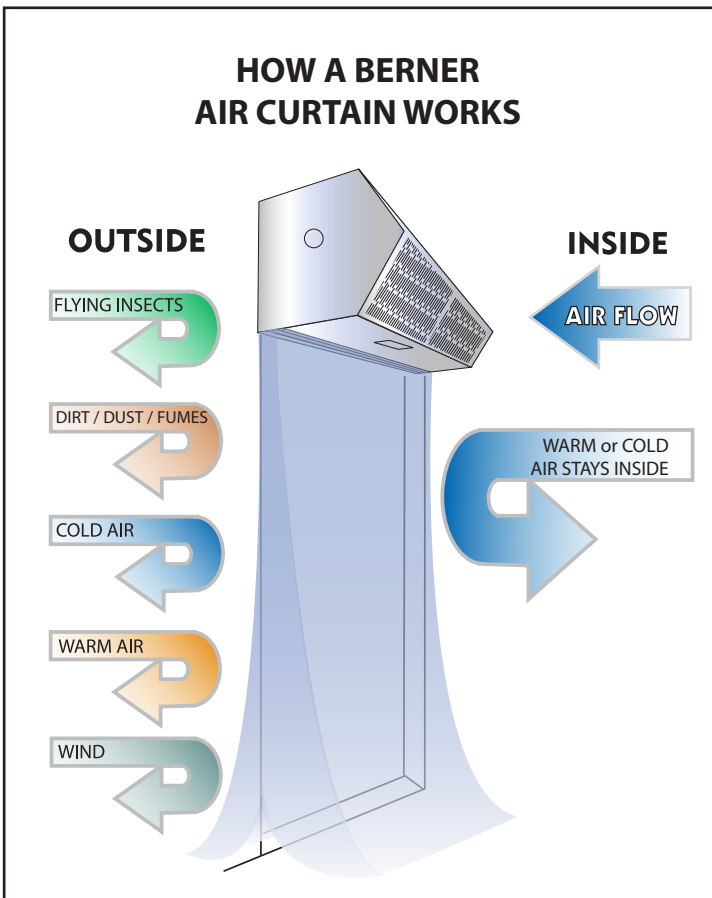 HOW A BERNER
AIR CURTAIN WORKS
OUTSIDE
INSIDE
FLYING INSECTS
AIR FLOW
DIRT / DUST / FUMES
WARM or COLD
AIR STAYS INSIDE
COLD AIR
WARM AIR
WIND